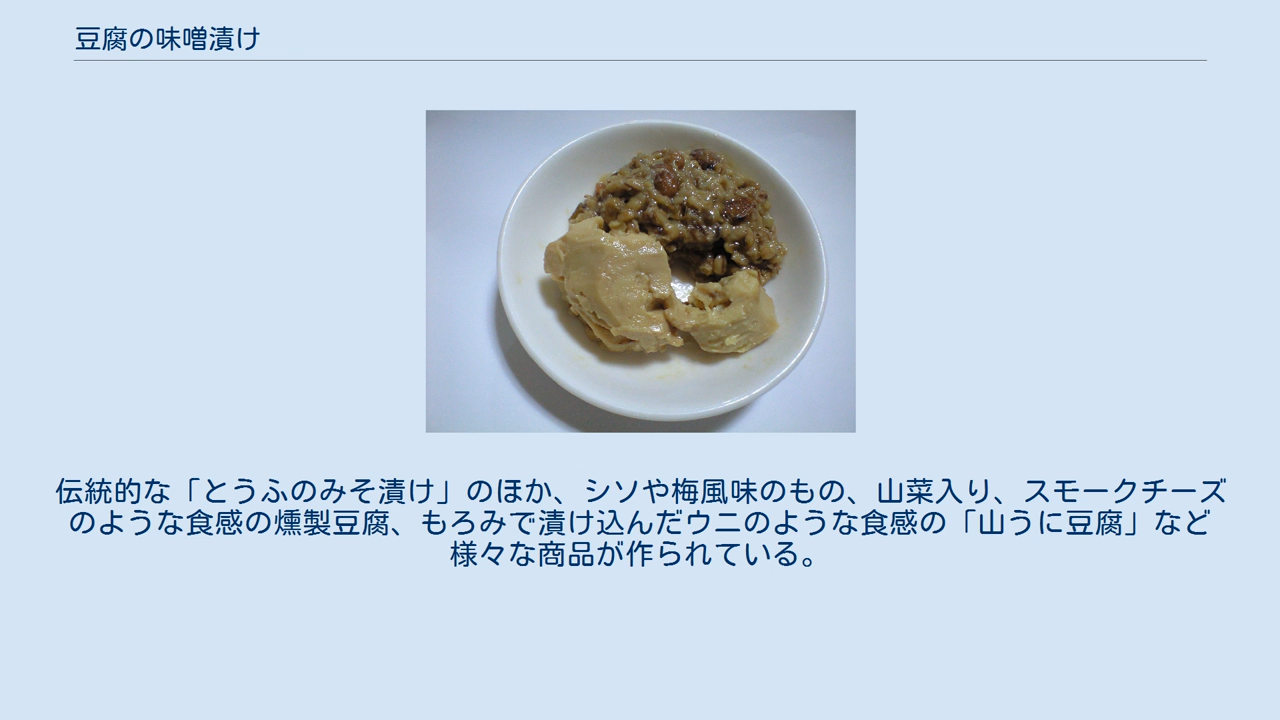 豆腐の味噌漬け
伝統的な「とうふのみそ漬け」のほか、シソや梅風味のもの、山菜入り、スモークチーズ
のような食感の燻製豆腐、もろみで漬け込んだウニのような食感の「山うに豆腐」など
様々な商品が作られている。